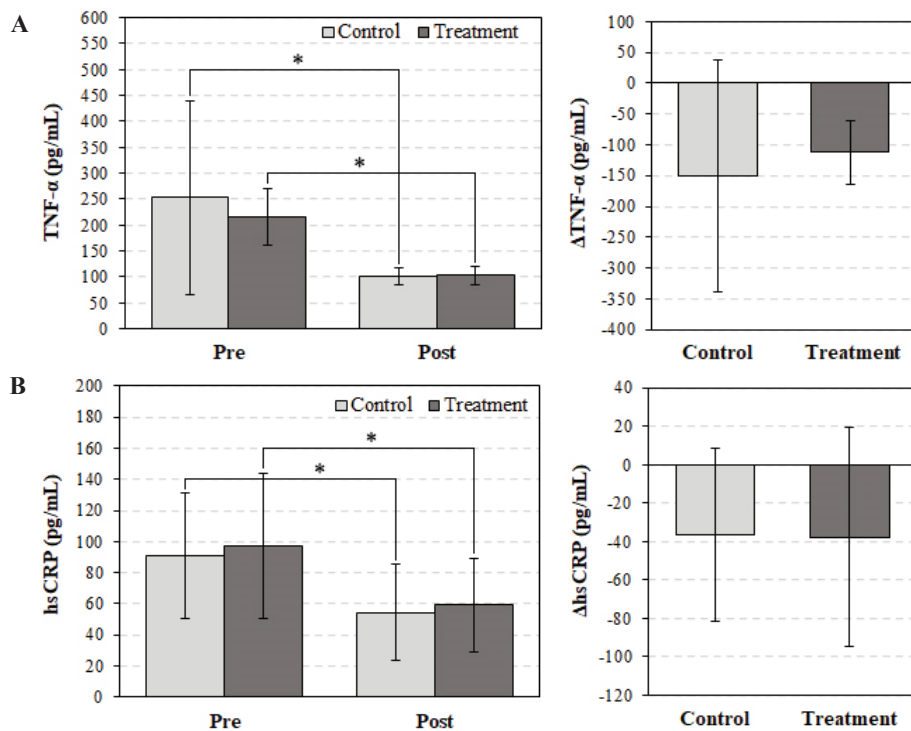 A
TNF-α (pg/mL)
600
550
500
450
400
350
300
250
200
150
100
50
0
Control
Treatment
*
*
Pre
Post
ΔTNF-α (pg/mL)
100
50
0
-50
-100
-150
-200
-250
-300
-350
-400
Control
Treatment
B
hsCRP (pg/mL)
200
180
160
140
120
100
80
60
40
20
0
Control
Treatment
*
*
Pre
Post
ΔhsCRP (pg/mL)
40
20
0
-20
-40
-60
-80
-100
-120
Control
Treatment